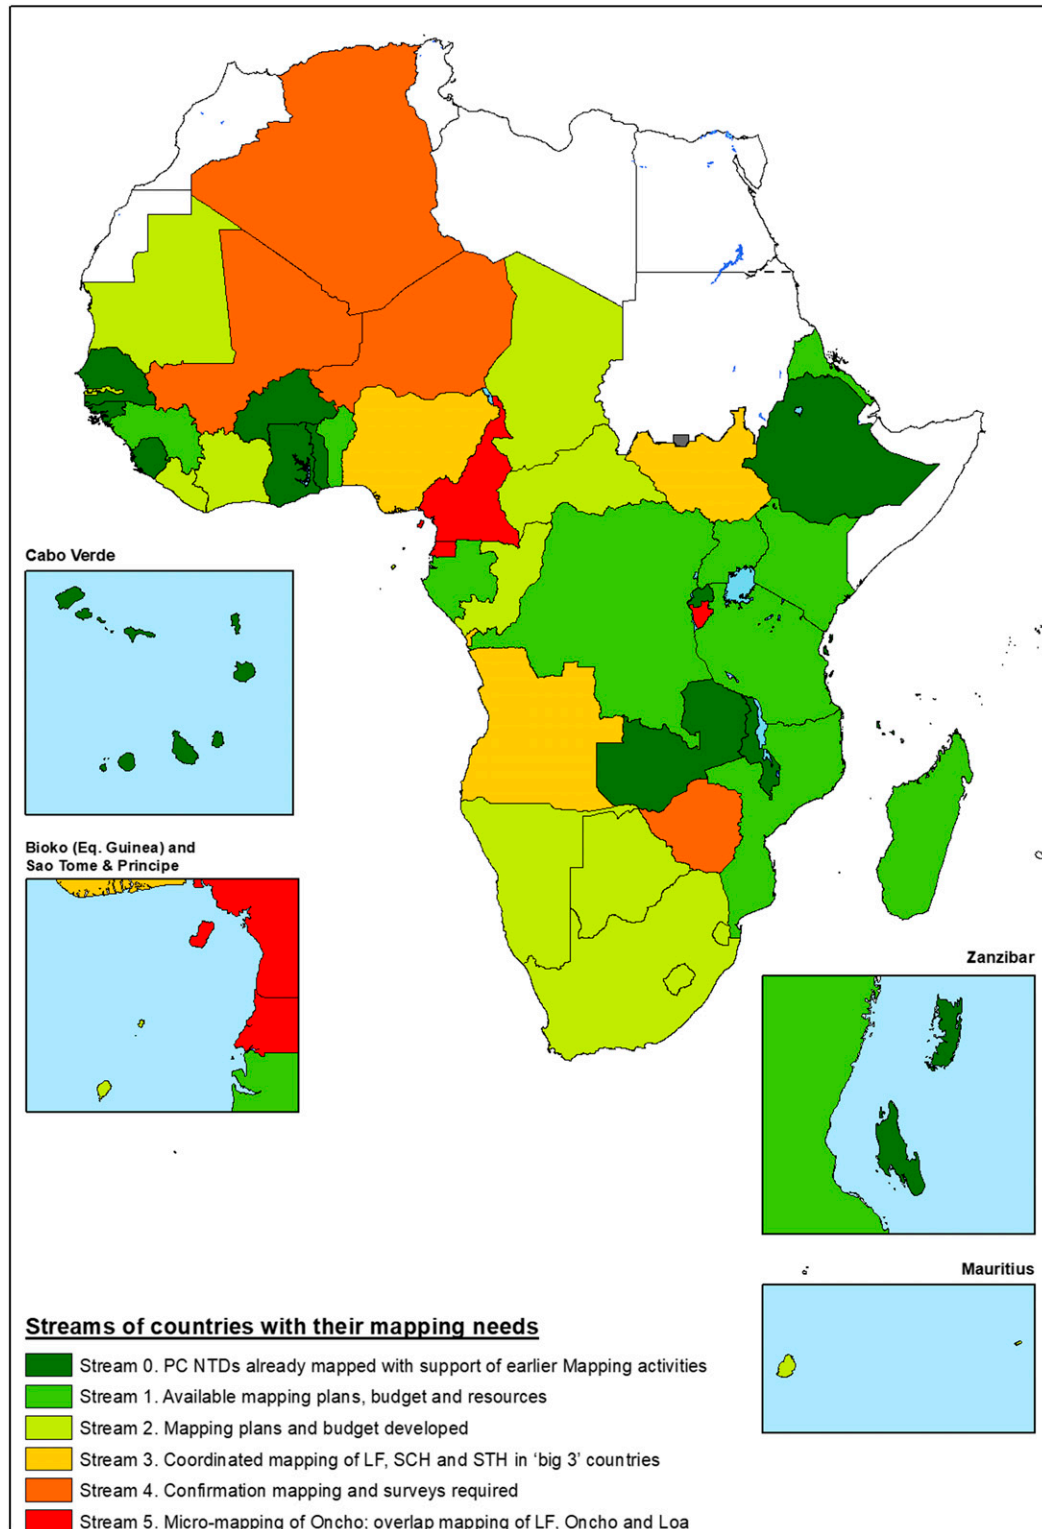 Cabo Verde
Bioko (Eq. Guinea) and
Sao Tome & Principe
Zanzibar
Mauritius
Streams of countries with their mapping needs
Stream 0. PC NTDs already mapped with support of earlier Mapping activities
Stream 1. Available mapping plans, budget and resources
Stream 2. Mapping plans and budget developed
Stream 3. Coordinated mapping of LF, SCH and STH in ‘big 3’ countries
Stream 4. Confirmation mapping and surveys required
Stream 5. Micro-mapping of Oncho; overlap mapping of LF, Oncho and Loa